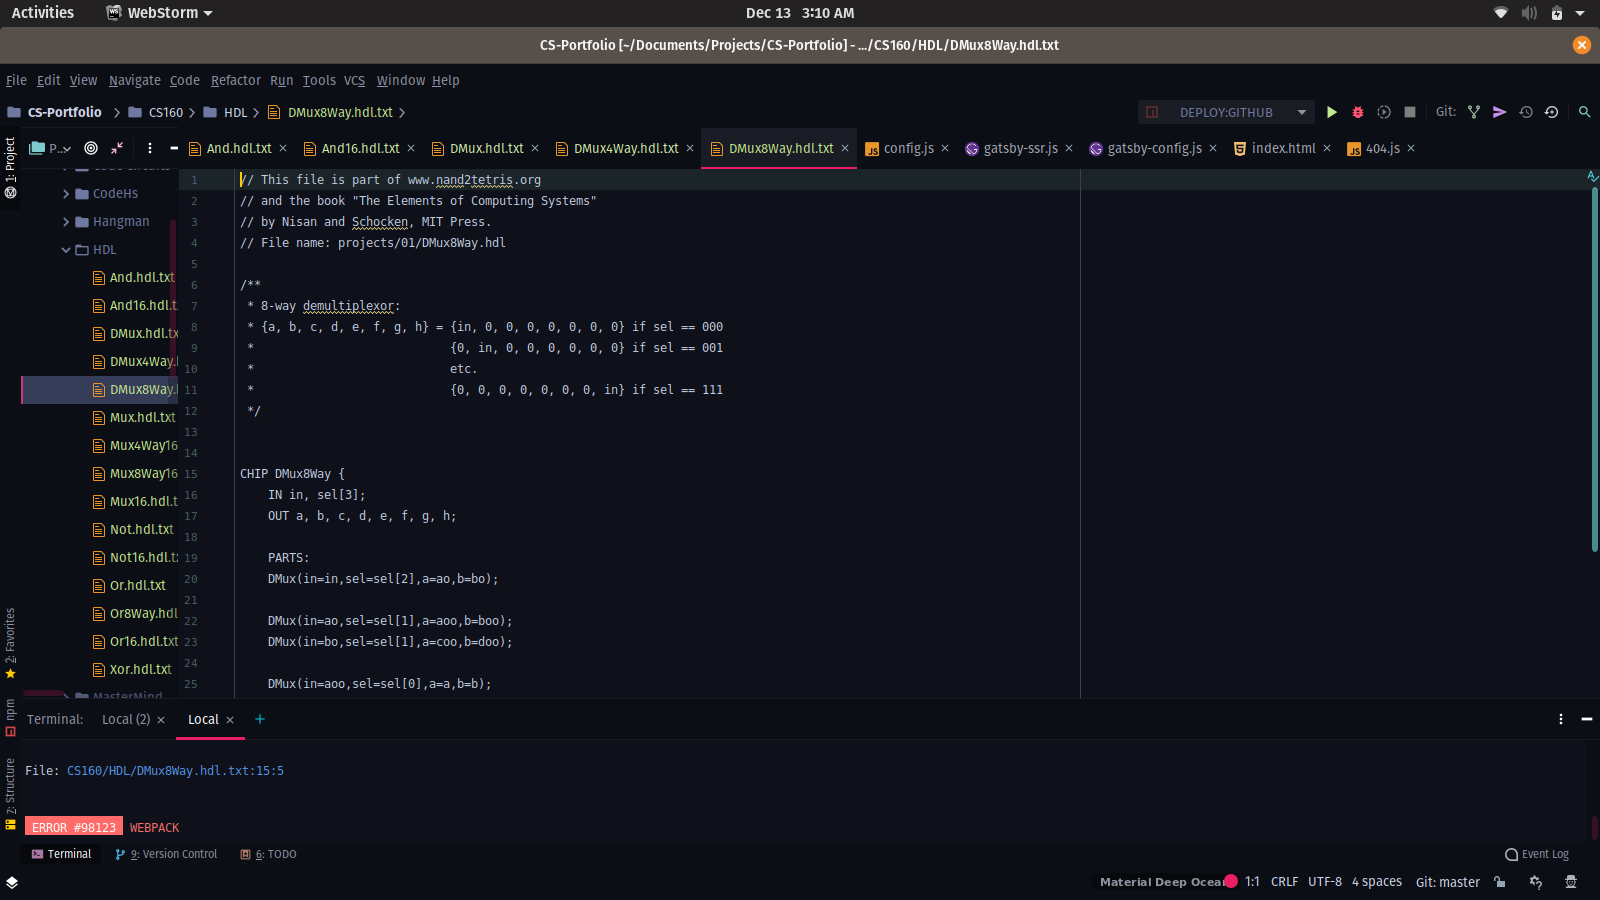 Activities WebStorm Dec 13 3:10 AM
CS-Portfolio [~/Documents/Projects/CS-Portfolio] - .../CS160/HDL/DMux8Way.hdl.txt
File Edit View Navigate Code Refactor Run Tools VCS Window Help
CS-Portfolio CS160 HDL DMux8Way.hdl.txt DEPLOY:GITHUB Git:
1: Project
P... And.hdl.txt And16.hdl.txt DMux.hdl.txt DMux4Way.hdl.txt DMux8Way.hdl.txt config.js gatsby-ssr.js gatsby-config.js index.html 404.js
CodeHs
Hangman
HDL
And.hdl.txt
And16.hdl.t
DMux.hdl.tx
DMux4Way.
DMux8Way.
Mux.hdl.txt
Mux4Way16
Mux8Way16
Mux16.hdl.t
Not.hdl.txt
Not16.hdl.t
Or.hdl.txt
Or8Way.hdl
Or16.hdl.txt
Xor.hdl.txt
MasterMind
1 // This file is part of www.nand2tetris.org
2 // and the book "The Elements of Computing Systems"
3 // by Nisan and Schocken, MIT Press.
4 // File name: projects/01/DMux8Way.hdl
5
6 /**
7 * 8-way demultiplexor:
8 * {a, b, c, d, e, f, g, h} = {in, 0, 0, 0, 0, 0, 0, 0} if sel == 000
9 * {0, in, 0, 0, 0, 0, 0, 0} if sel == 001
10 * etc.
11 * {0, 0, 0, 0, 0, 0, 0, in} if sel == 111
12 */
13
14
15 CHIP DMux8Way {
16 IN in, sel[3];
17 OUT a, b, c, d, e, f, g, h;
18
19 PARTS:
20 DMux(in=in,sel=sel[2],a=ao,b=bo);
21
22 DMux(in=ao,sel=sel[1],a=aoo,b=boo);
23 DMux(in=bo,sel=sel[1],a=coo,b=doo);
24
25 DMux(in=aoo,sel=sel[0],a=a,b=b);
2: Favorites
npm
7: Structure
Terminal: Local (2) Local +
File: CS160/HDL/DMux8Way.hdl.txt:15:5
ERROR #98123 WEBPACK
Terminal 9: Version Control 6: TODO Event Log
Material Deep Ocea 1:1 CRLF UTF-8 4 spaces Git: master